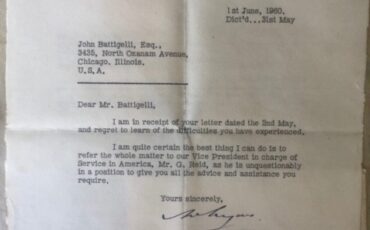 1st June, 1960.
Dict'd... 31st May
John Battigelli, Esq.,
3435, North Oxanam Avenue,
Chicago. Illinois.
U.S.A.
Dear Mr. Battigelli,
I am in receipt of your letter dated the 2nd May,
and regret to learn of the difficulties you have experienced.
I am quite certain the best thing I can do is to
refer the whole matter to our Vice President in charge of
Service in America, Mr. G. Reid, as he is unquestionably
in a position to give you all the advice and assistance you
require.
Yours sincerely,